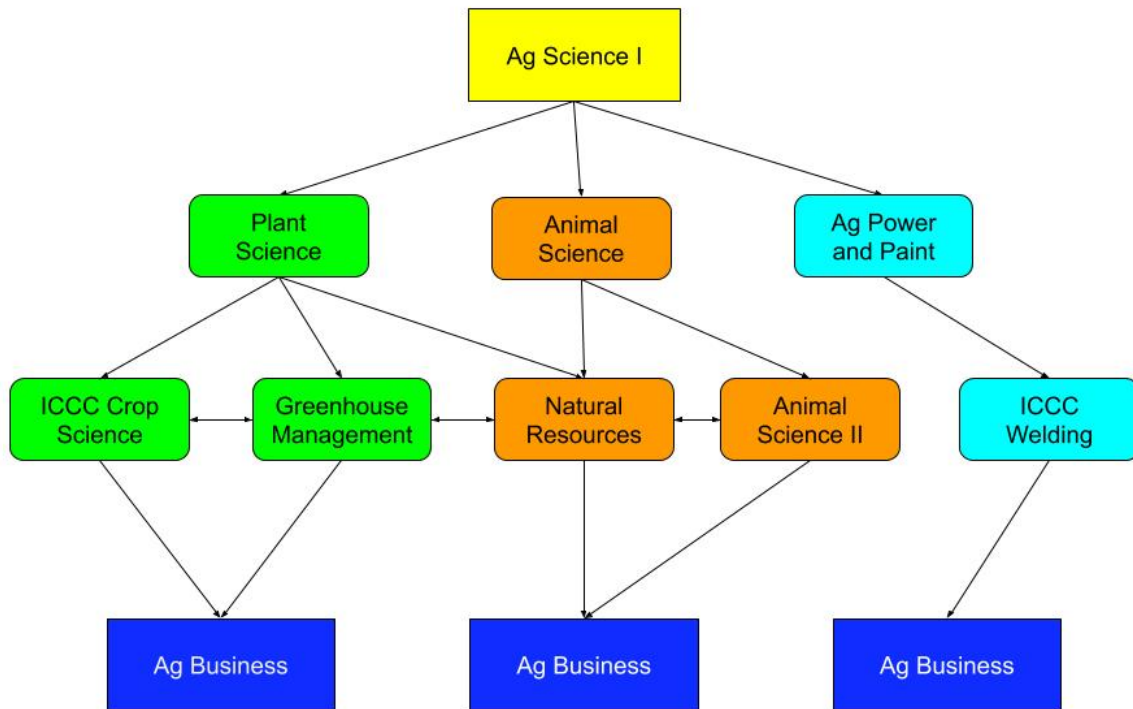 Ag Science I
Plant
Science
Animal
Science
Ag Power
and Paint
ICCC Crop
Science
Greenhouse
Management
Natural
Resources
Animal
Science II
ICCC
Welding
Ag Business
Ag Business
Ag Business